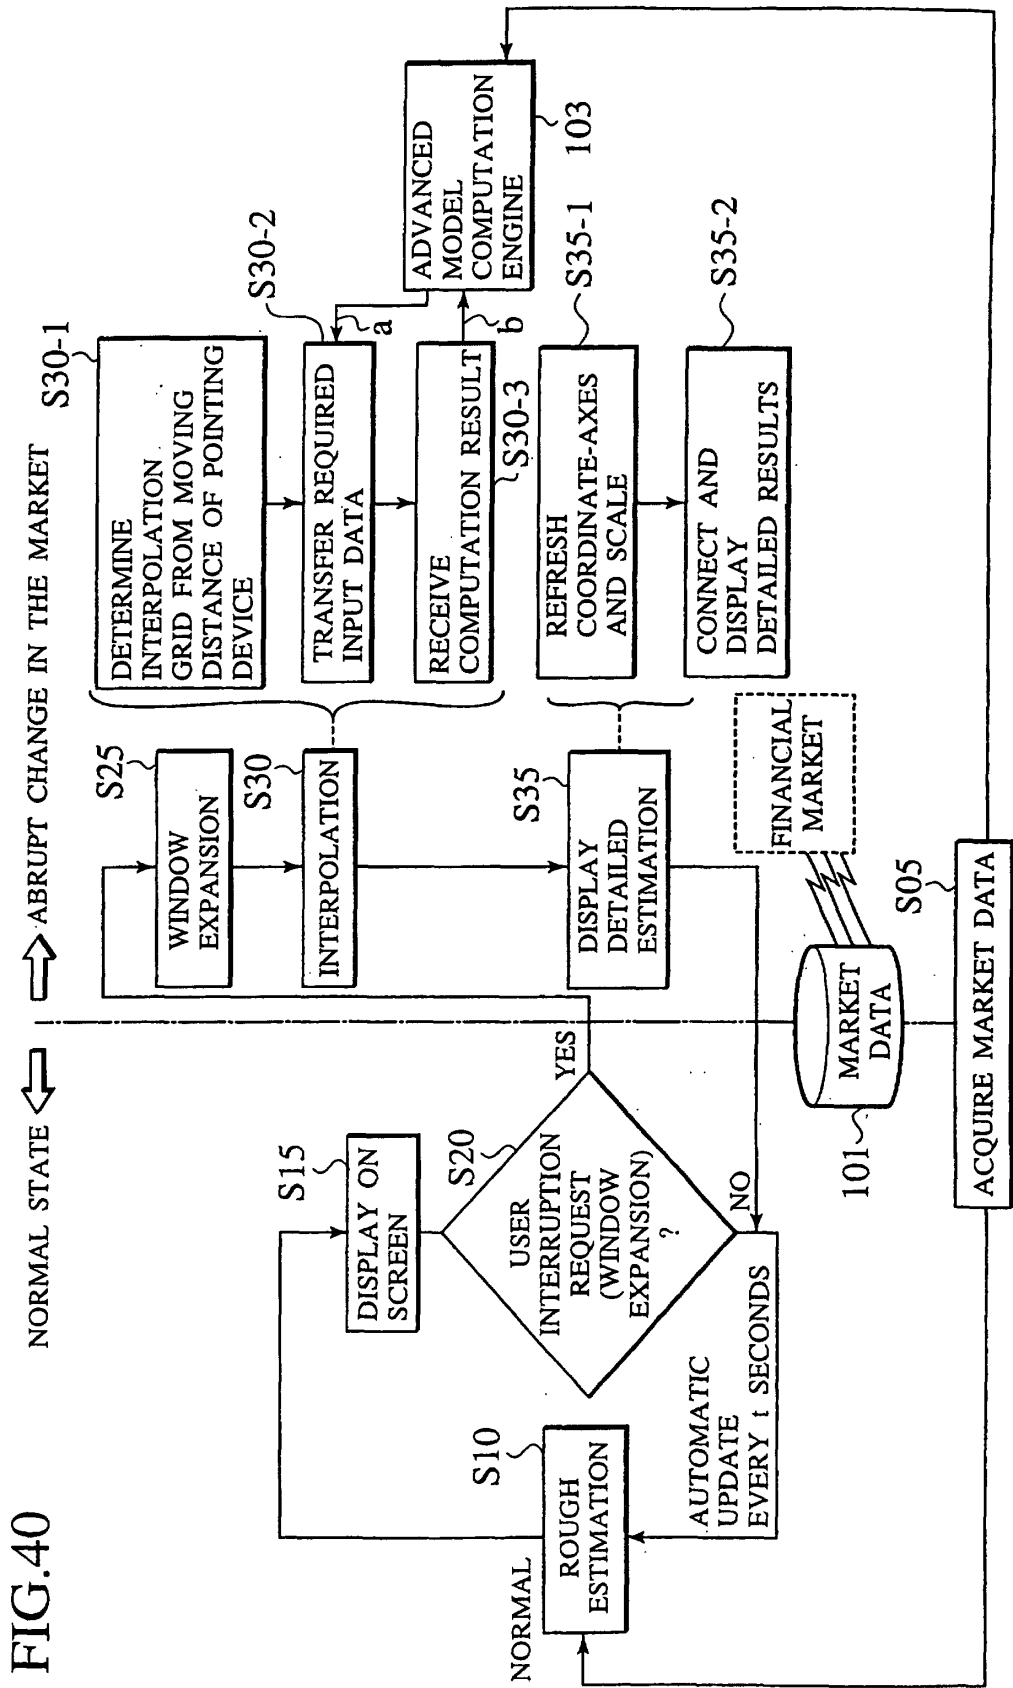 FIG.40
NORMAL STATE
ABRUPT CHANGE IN THE MARKET
NORMAL
S10
ROUGH
ESTIMATION
S15
DISPLAY ON
SCREEN
S20
USER
INTERRUPTION
REQUEST
(WINDOW
EXPANSION)
?
YES
NO
AUTOMATIC
UPDATE
EVERY t SECONDS
S25
WINDOW
EXPANSION
S30
INTERPOLATION
S35
DISPLAY
DETAILED
ESTIMATION
S30-1
DETERMINE
INTERPOLATION
GRID FROM MOVING
DISTANCE OF POINTING
DEVICE
S30-2
TRANSFER REQUIRED
INPUT DATA
a
RECEIVE
COMPUTATION RESULT
S30-3
b
ADVANCED
MODEL
COMPUTATION
ENGINE
103
S35-1
REFRESH
COORDINATE-AXES
AND SCALE
S35-2
CONNECT AND
DISPLAY
DETAILED RESULTS
FINANCIAL
MARKET
MARKET
DATA
101
S05
ACQUIRE MARKET DATA